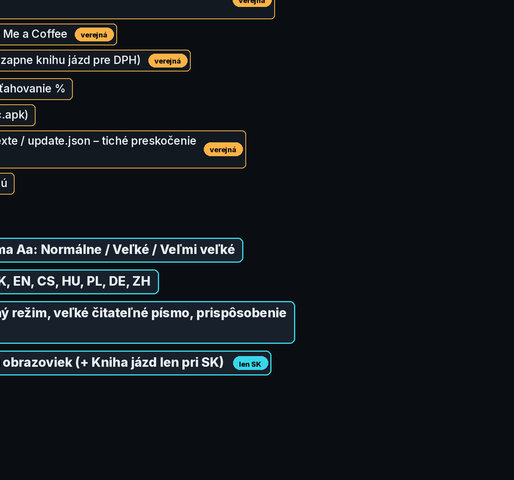 verejná
Me a Coffee verejná
zapne knihu jázd pre DPH) verejná
ťahovanie %
.apk)
exte / update.json – tiché preskočenie verejná
ú
ma Aa: Normálne / Veľké / Veľmi veľké
K, EN, CS, HU, PL, DE, ZH
ý režim, veľké čitateľné písmo, prispôsobenie
obrazoviek (+ Kniha jázd len pri SK) len SK